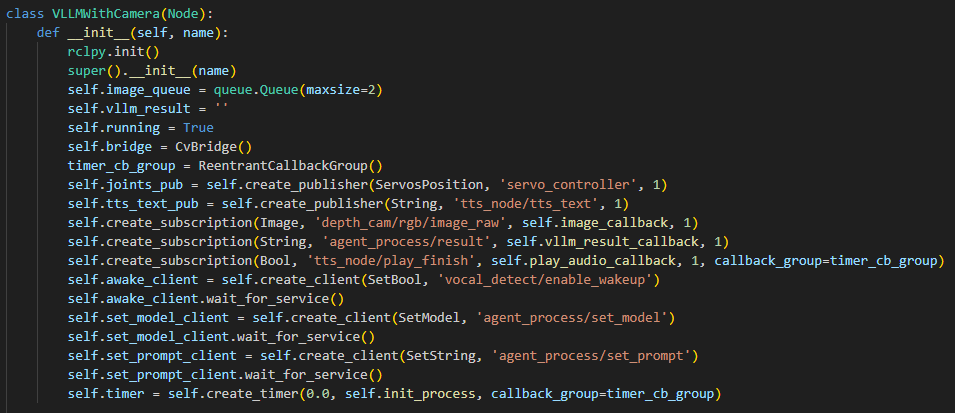 class VLLMWithCamera(Node):
    def __init__(self, name):
        rclpy.init()
        super().__init__(name)
        self.image_queue = queue.Queue(maxsize=2)
        self.vllm_result = ''
        self.running = True
        self.bridge = CvBridge()
        timer_cb_group = ReentrantCallbackGroup()
        self.joints_pub = self.create_publisher(ServosPosition, 'servo_controller', 1)
        self.tts_text_pub = self.create_publisher(String, 'tts_node/tts_text', 1)
        self.create_subscription(Image, 'depth_cam/rgb/image_raw', self.image_callback, 1)
        self.create_subscription(String, 'agent_process/result', self.vllm_result_callback, 1)
        self.create_subscription(Bool, 'tts_node/play_finish', self.play_audio_callback, 1, callback_group=timer_cb_group)
        self.awake_client = self.create_client(SetBool, 'vocal_detect/enable_wakeup')
        self.awake_client.wait_for_service()
        self.set_model_client = self.create_client(SetModel, 'agent_process/set_model')
        self.set_model_client.wait_for_service()
        self.set_prompt_client = self.create_client(SetString, 'agent_process/set_prompt')
        self.set_prompt_client.wait_for_service()
        self.timer = self.create_timer(0.0, self.init_process, callback_group=timer_cb_group)